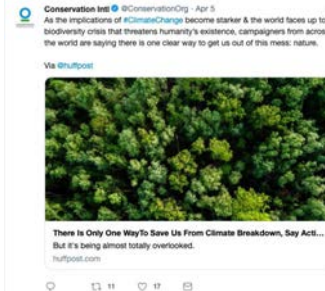 Conservation Intl @ConservationOrg · Apr 5
As the implications of #ClimateChange become starker & the world faces up to
biodiversity crisis that threatens humanity's existence, campaigners from acros
the world are saying there is one clear way to get us out of this mess: nature.
Via @huffpost
There Is Only One WayTo Save Us From Climate Breakdown, Say Acti...
But it's being almost totally overlooked.
huffpost.com
11
17